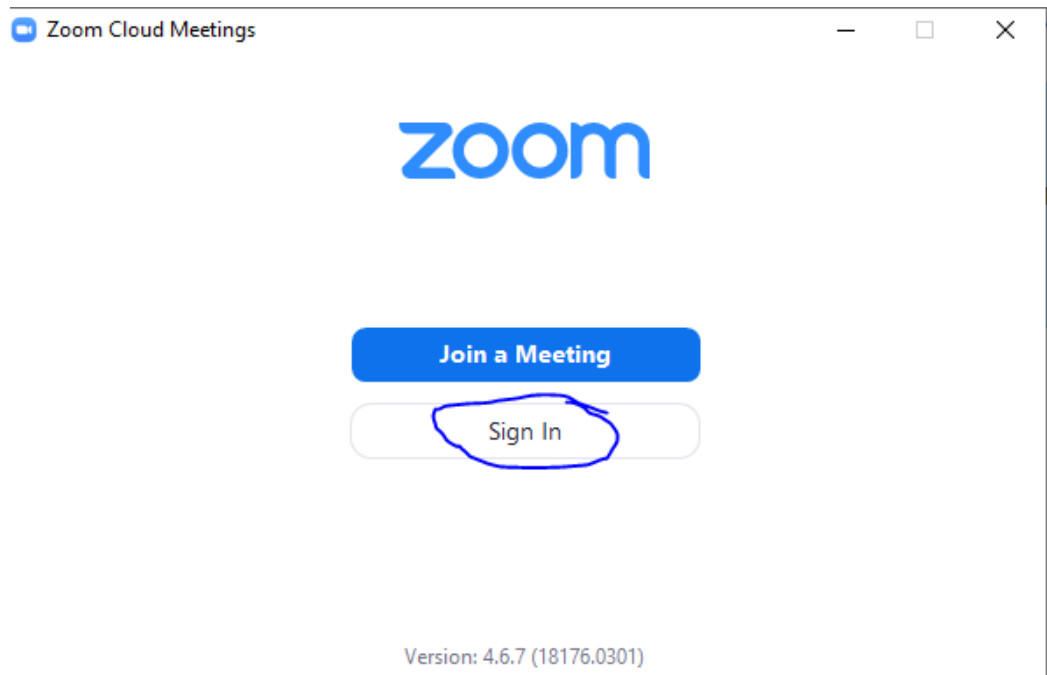 Zoom Cloud Meetings
zoom
Join a Meeting
Sign In
Version: 4.6.7 (18176.0301)